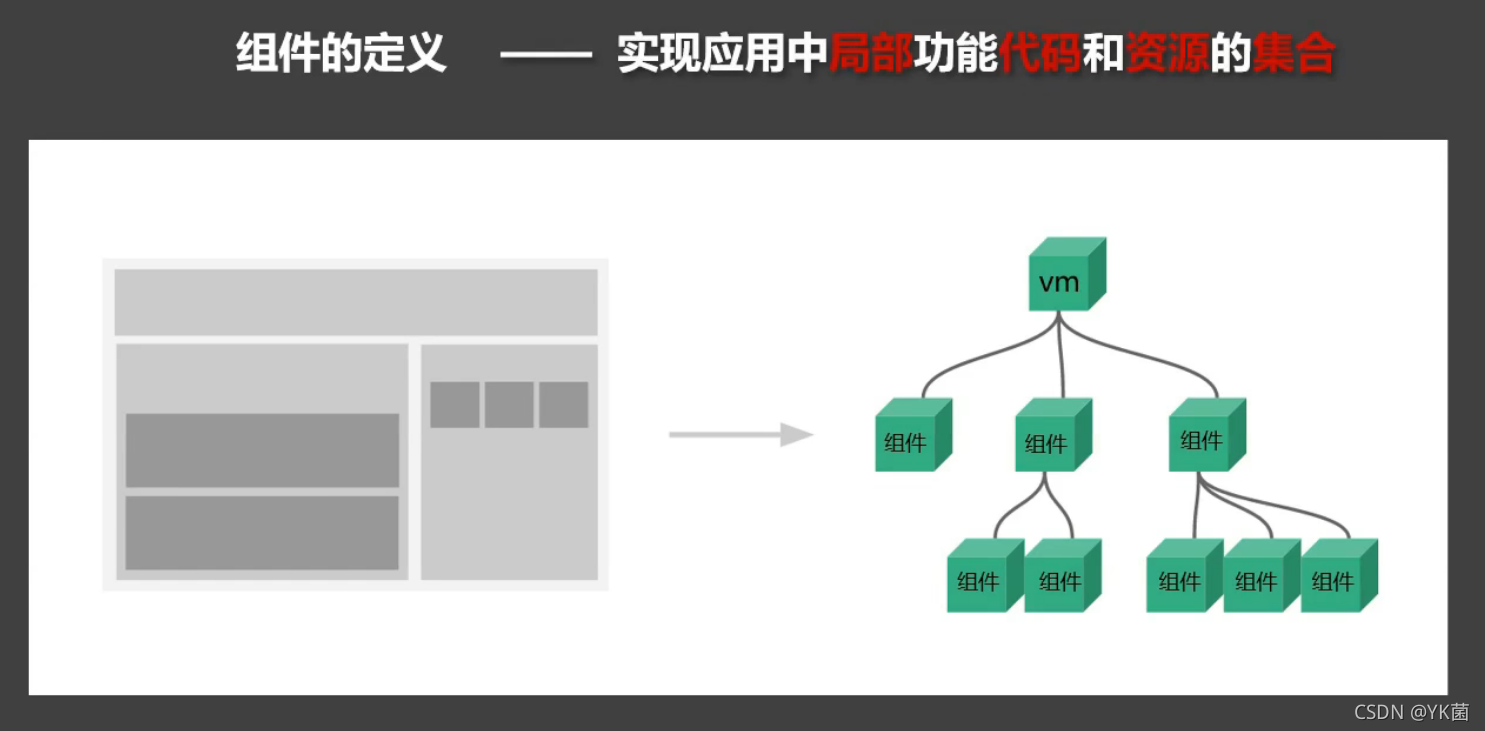 组件的定义 —— 实现应用中局部功能代码和资源的集合
vm
组件 组件 组件
组件 组件 组件 组件 组件
CSDN @YK菌